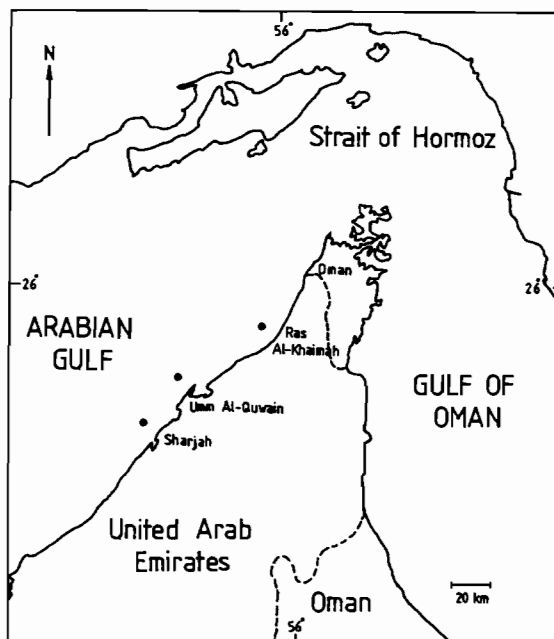 56°
N
Strait of Hormoz
Oman
26°
26°
ARABIAN
GULF
Ras
Al-Khaimah
GULF OF
OMAN
Umm Al-Quwain
Sharjah
United Arab
Emirates
Oman
20 km
56°